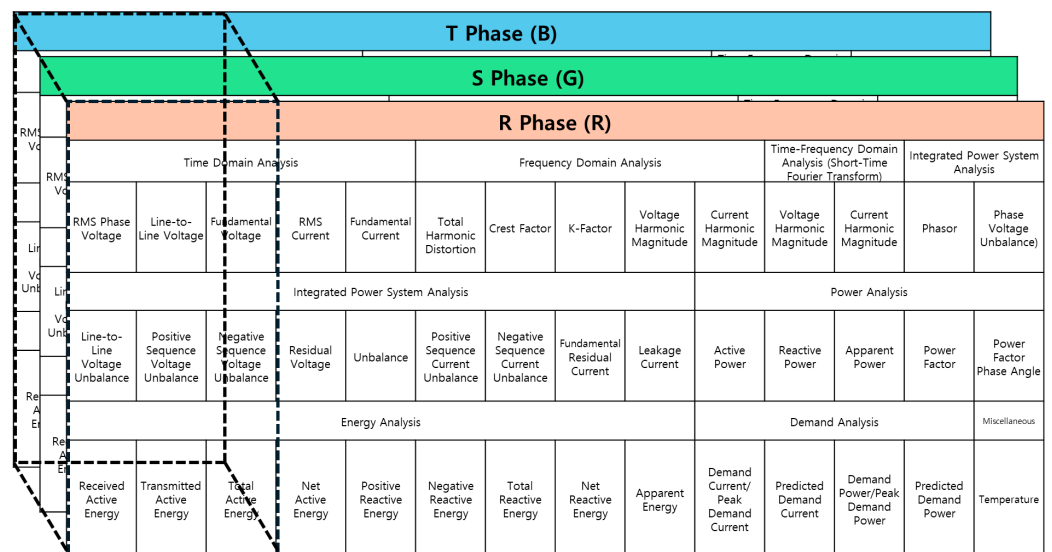 T Phase (B)
S Phase (G)
R Phase (R)
Time Domain Analysis
Frequency Domain Analysis
Time-Frequency Domain
Analysis (Short-Time
Fourier Transform)
Integrated Power System
Analysis
RMS Phase
Voltage
Line-to-
Line Voltage
Fundamental
Voltage
RMS
Current
Fundamental
Current
Total
Harmonic
Distortion
Crest Factor
K-Factor
Voltage
Harmonic
Magnitude
Current
Harmonic
Magnitude
Voltage
Harmonic
Magnitude
Current
Harmonic
Magnitude
Phasor
Phase
Voltage
Unbalance)
Integrated Power System Analysis
Power Analysis
Line-to-
Line
Voltage
Unbalance
Positive
Sequence
Voltage
Unbalance
Negative
Sequence
Voltage
Unbalance
Residual
Voltage
Unbalance
Positive
Sequence
Current
Unbalance
Negative
Sequence
Current
Unbalance
Fundamental
Residual
Current
Leakage
Current
Active
Power
Reactive
Power
Apparent
Power
Power
Factor
Power
Factor
Phase Angle
Energy Analysis
Demand Analysis
Miscellaneous
Received
Active
Energy
Transmitted
Active
Energy
Total
Active
Energy
Net
Active
Energy
Positive
Reactive
Energy
Negative
Reactive
Energy
Total
Reactive
Energy
Net
Reactive
Energy
Apparent
Energy
Demand
Current/
Peak
Demand
Current
Predicted
Demand
Current
Demand
Power/Peak
Demand
Power
Predicted
Demand
Power
Temperature